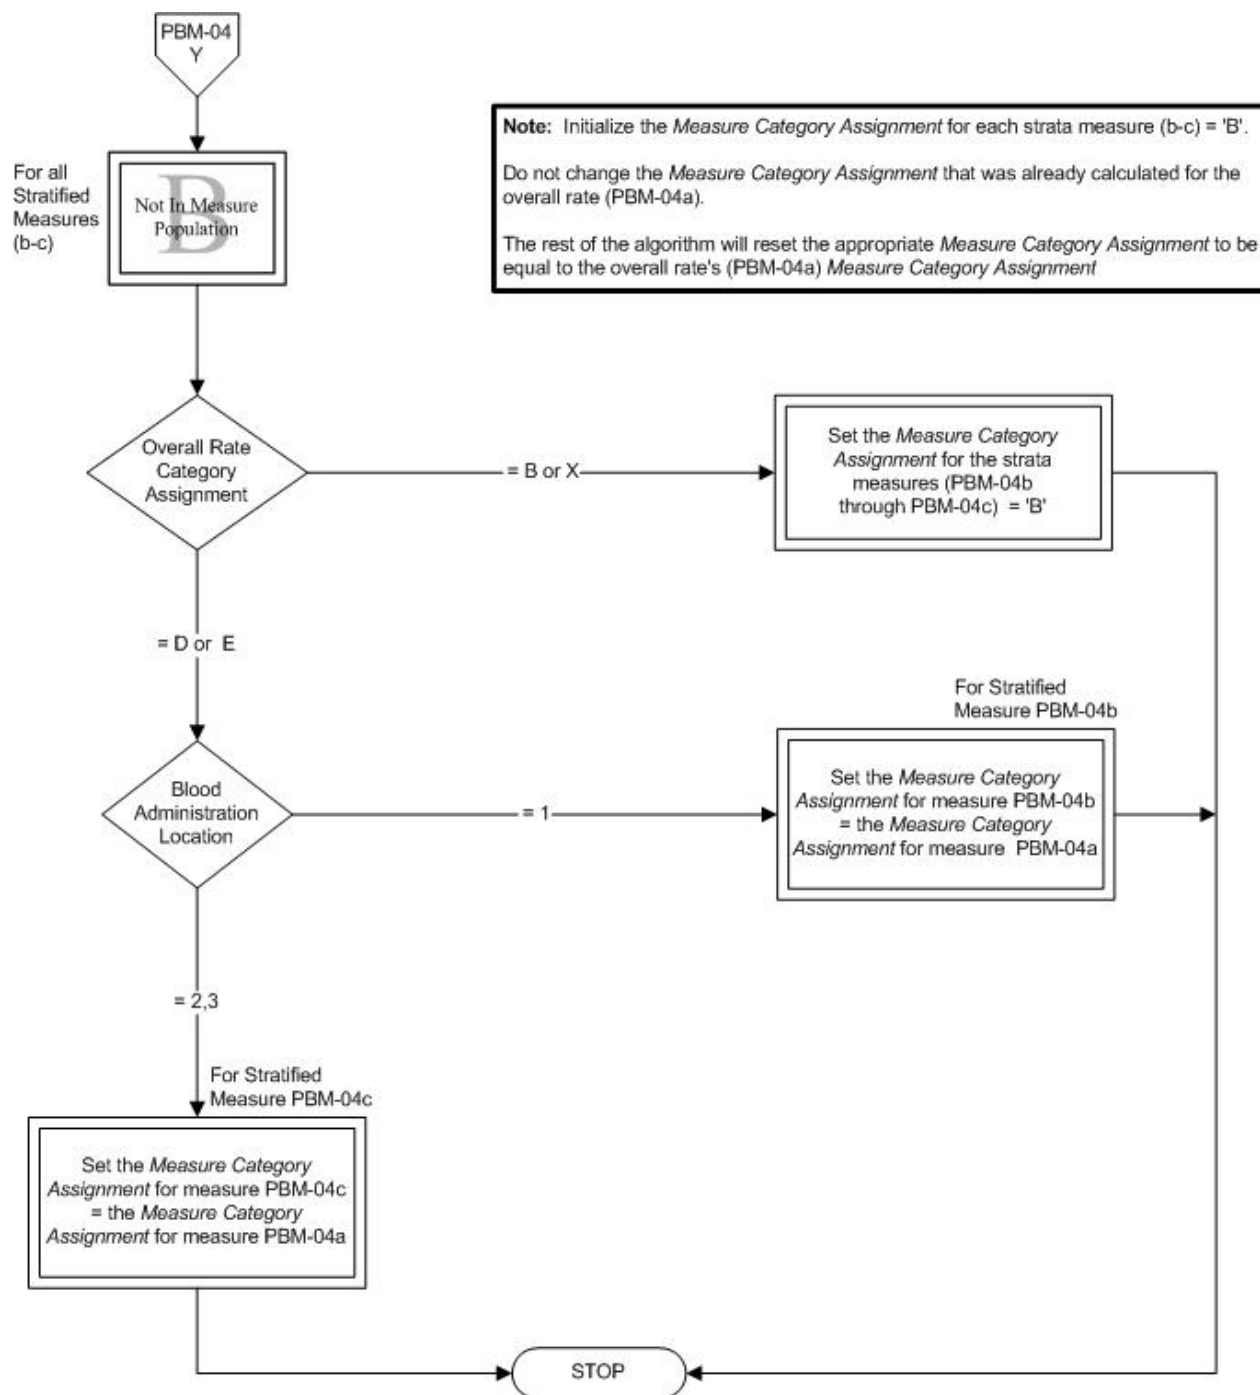 PBM-04
Y
Note: Initialize the Measure Category Assignment for each strata measure (b-c) = 'B'.
Do not change the Measure Category Assignment that was already calculated for the
overall rate (PBM-04a).
The rest of the algorithm will reset the appropriate Measure Category Assignment to be
equal to the overall rate's (PBM-04a) Measure Category Assignment
For all
Stratified
Measures
(b-c)
B
Not In Measure
Population
Overall Rate
Category
Assignment
= B or X
Set the Measure Category
Assignment for the strata
measures (PBM-04b
through PBM-04c) = 'B'
= D or E
For Stratified
Measure PBM-04b
Blood
Administration
Location
= 1
Set the Measure Category
Assignment for measure PBM-04b
= the Measure Category
Assignment for measure PBM-04a
= 2,3
For Stratified
Measure PBM-04c
Set the Measure Category
Assignment for measure PBM-04c
= the Measure Category
Assignment for measure PBM-04a
STOP